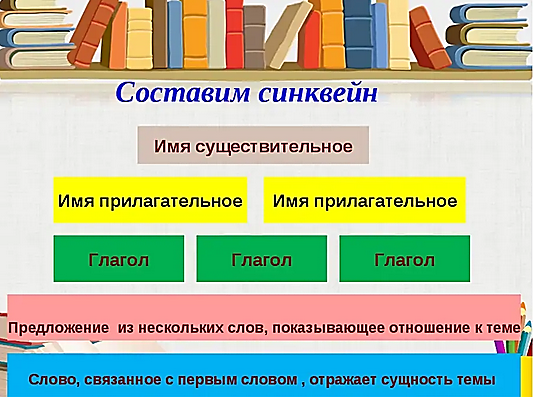 Составим синквейн
Имя существительное
Имя прилагательное Имя прилагательное
Глагол Глагол Глагол
Предложение из нескольких слов, показывающее отношение к теме
Слово, связанное с первым словом , отражает сущность темы